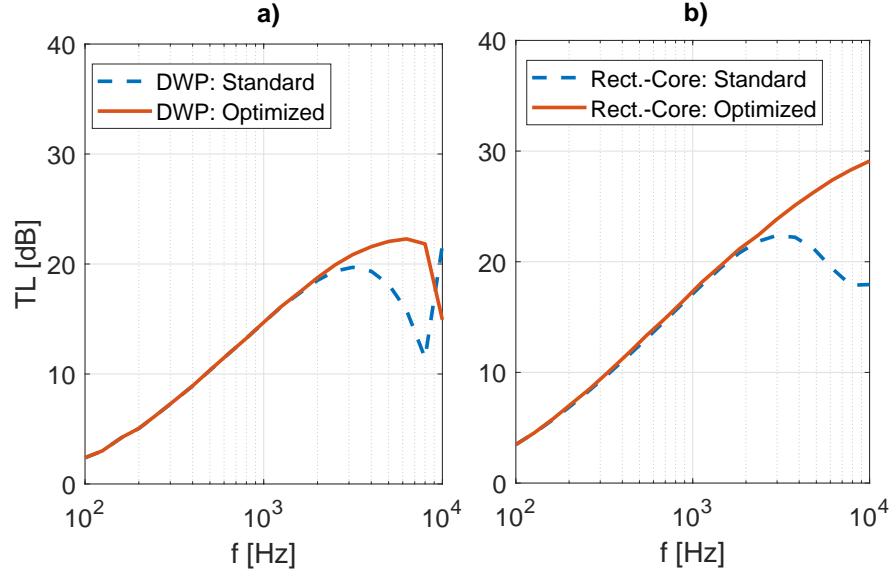 a)
40
30
20
10
0
TL [dB]
DWP: Standard
DWP: Optimized
10^2
10^3
10^4
f [Hz]
b)
40
30
20
10
0
Rect.-Core: Standard
Rect.-Core: Optimized
10^2
10^3
10^4
f [Hz]